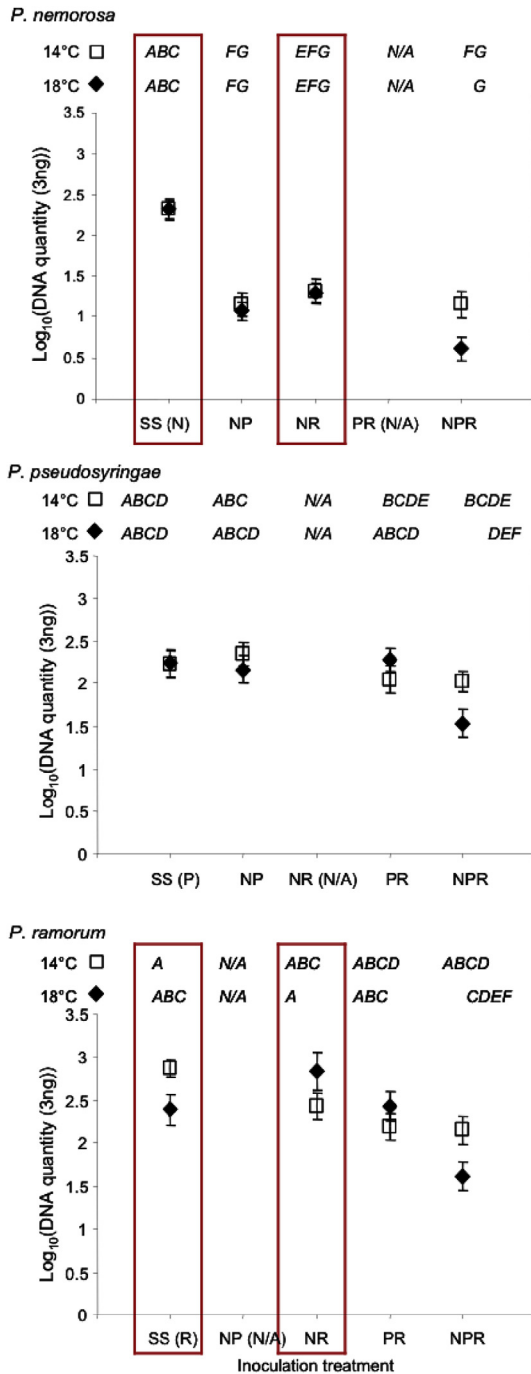 P. nemorosa
14°C ABC FG EFG N/A FG
18°C ABC FG EFG N/A G
3.5
3
2.5
2
1.5
1
0.5
0
Log10(DNA quantity (3ng))
SS (N) NP NR PR (N/A) NPR
P. pseudosyringae
14°C ABCD ABC N/A BCDE BCDE
18°C ABCD ABCD N/A ABCD DEF
3.5
3
2.5
2
1.5
1
0.5
0
Log10(DNA quantity (3ng))
SS (P) NP NR (N/A) PR NPR
P. ramorum
14°C A N/A ABC ABCD ABCD
18°C ABC N/A A ABC CDEF
3.5
3
2.5
2
1.5
1
0.5
0
Log10(DNA quantity (3ng))
SS (R) NP (N/A) NR PR NPR
Inoculation treatment